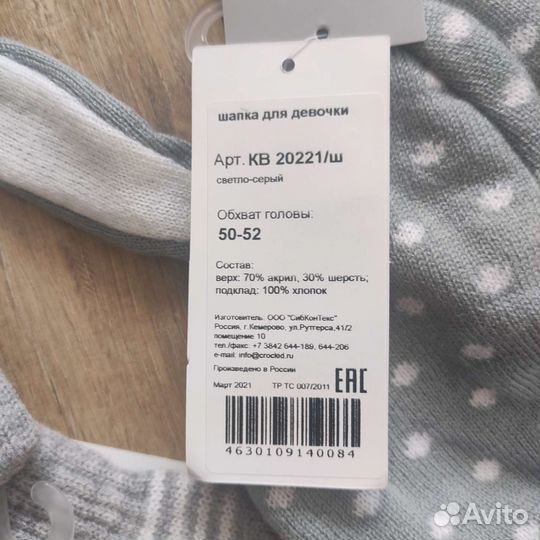 шапка для девочки
Арт. КВ 20221/ш
светло-серый
Обхват головы:
50-52
Состав:
верх: 70% акрил, 30% шерсть;
подклад: 100% хлопок
Изготовитель: ООО "СибКонТекс"
Россия, г.Кемерово, ул.Рутгерса,41/2
помещение 10
тел./факс: +7 3842 644-189, 644-206
e-mail: info@crocled.ru
Произведено в России
Март 2021 ТР ТС 007/2011 ЕАС
4630109140084
Avito